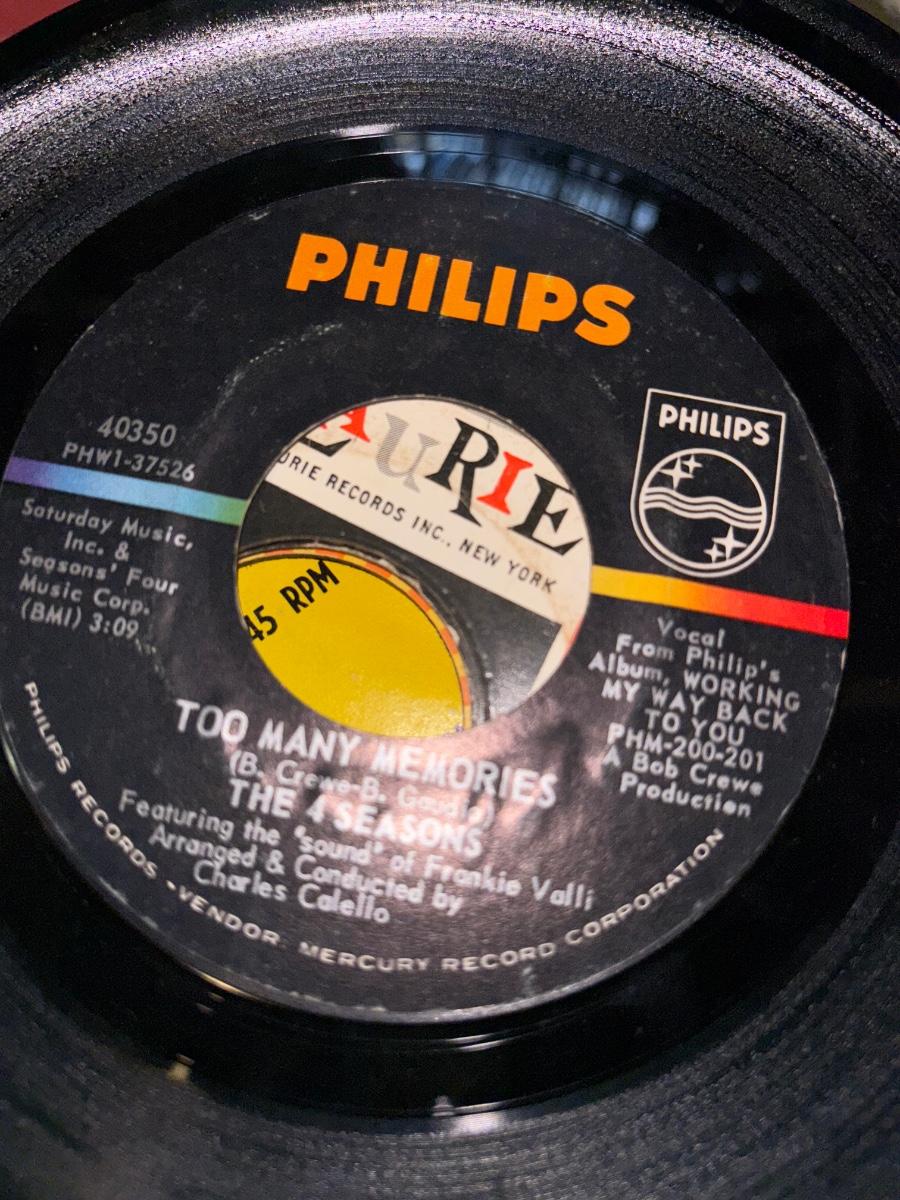 PHILIPS
PHILIPS
40350
PHW1-37526
Saturday Music,
Inc. &
Seasons' Four
Music Corp.
(BMI) 3:09
AURIE
URIE RECORDS INC., NEW YORK
45 RPM
Vocal
From Philip's
Album, WORKING
MY WAY BACK
TO YOU
PHM-200-201
A Bob Crewe
Production
TOO MANY MEMORIES
(B. Crewe-B. Gaudio)
THE 4 SEASONS
Featuring the "sound" of Frankie Valli
Arranged & Conducted by
Charles Calello
PHILIPS RECORDS • VENDOR: MERCURY RECORD CORPORATION